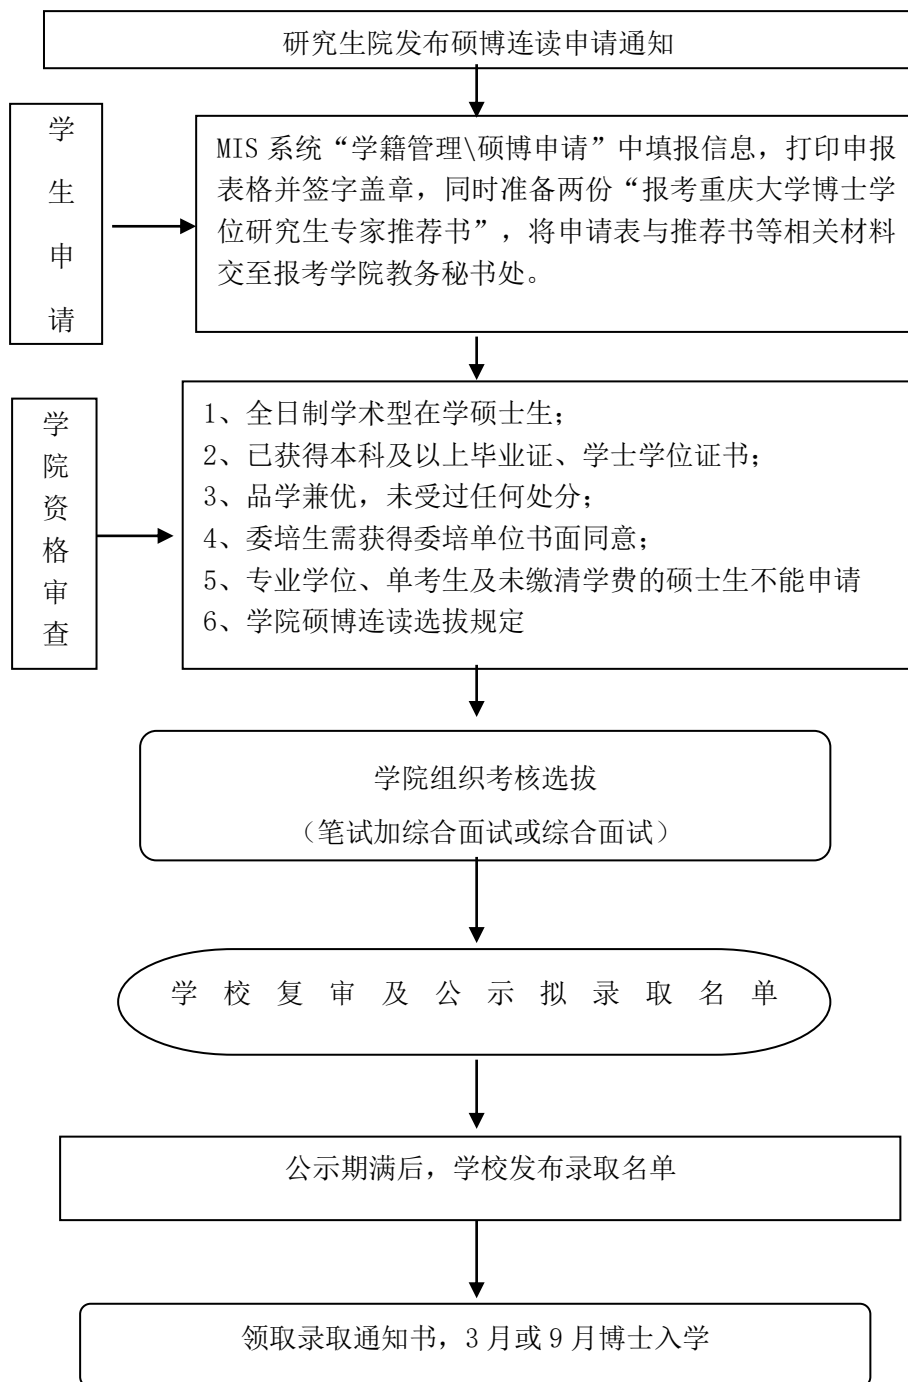 研究生院发布硕博连读申请通知
学生申请
MIS 系统“学籍管理\硕博申请”中填报信息，打印申报
表格并签字盖章，同时准备两份“报考重庆大学博士学
位研究生专家推荐书”，将申请表与推荐书等相关材料
交至报考学院教务秘书处。
学院资格审查
1、全日制学术型在学硕士生；
2、已获得本科及以上毕业证、学士学位证书；
3、品学兼优，未受过任何处分；
4、委培生需获得委培单位书面同意；
5、专业学位、单考生及未缴清学费的硕士生不能申请
6、学院硕博连读选拔规定
学院组织考核选拔
（笔试加综合面试或综合面试）
学校复审及公示拟录取名单
公示期满后，学校发布录取名单
领取录取通知书，3 月或 9 月博士入学